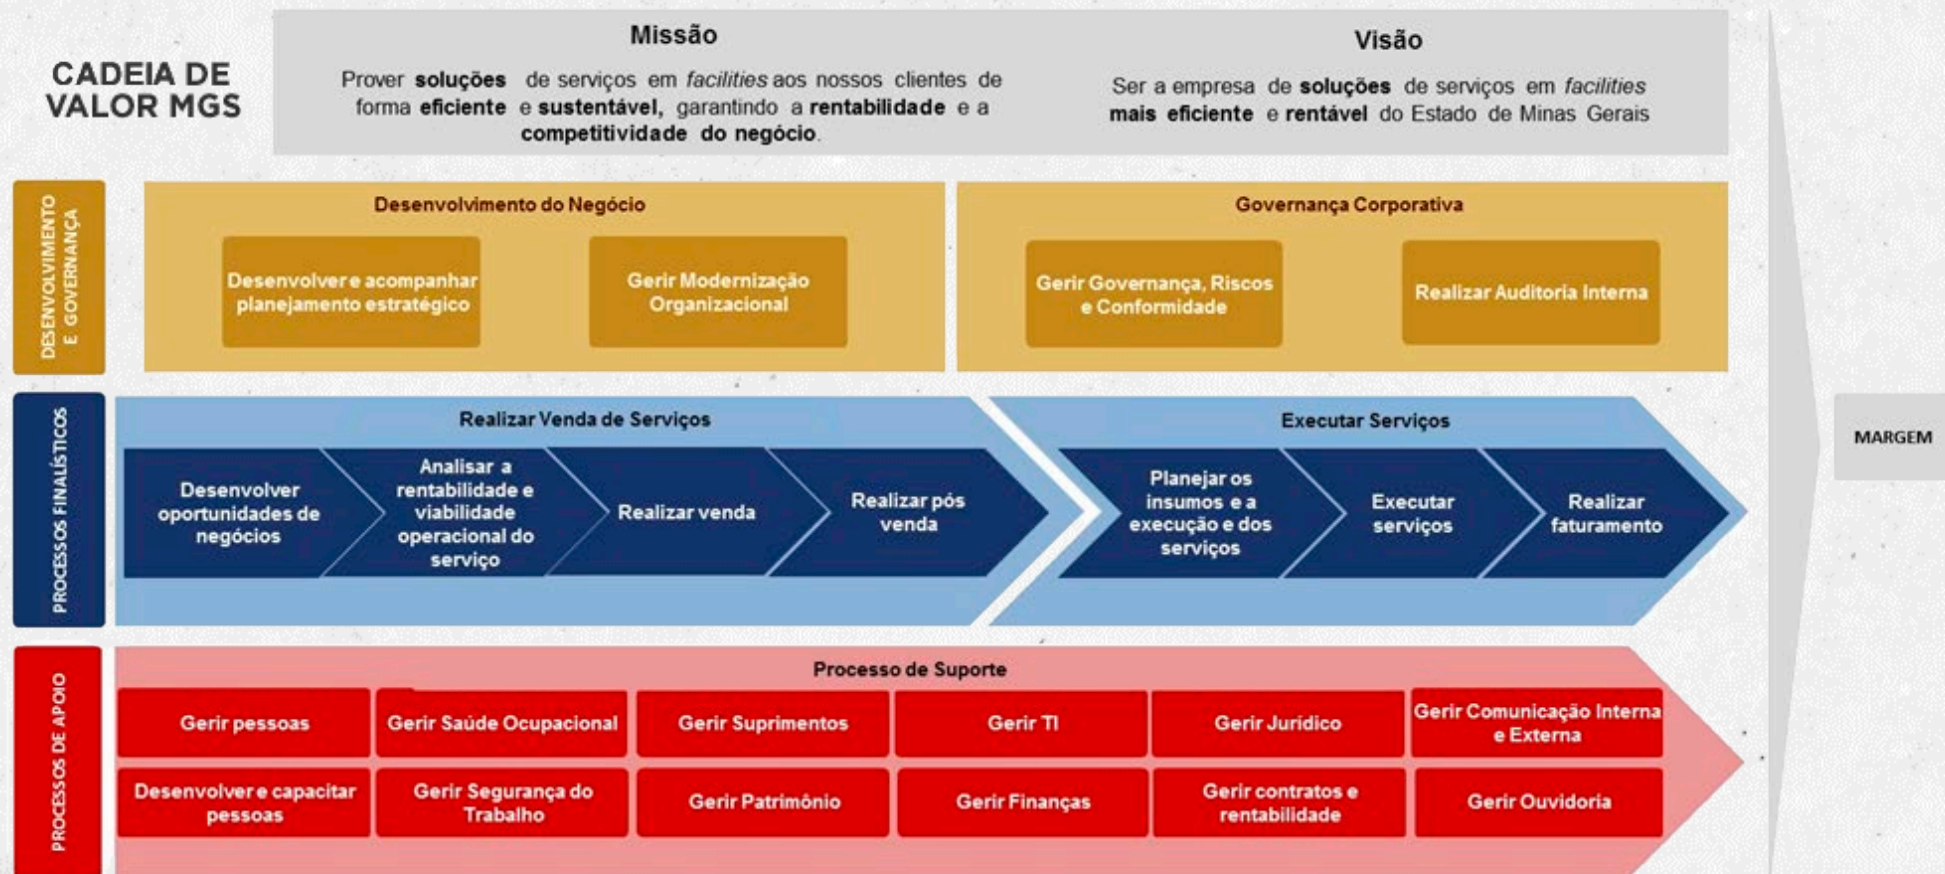 CADEIA DE
VALOR MGS
Missão
Prover soluções de serviços em facilities aos nossos clientes de
forma eficiente e sustentável, garantindo a rentabilidade e a
competitividade do negócio.
Visão
Ser a empresa de soluções de serviços em facilities
mais eficiente e rentável do Estado de Minas Gerais
DESENVOLVIMENTO
E GOVERNANÇA
Desenvolvimento do Negócio
Desenvolver e acompanhar
planejamento estratégico
Gerir Modernização
Organizacional
Governança Corporativa
Gerir Governança, Riscos
e Conformidade
Realizar Auditoria Interna
PROCESSOS FINALÍSTICOS
Realizar Venda de Serviços
Desenvolver
oportunidades de
negócios
Analisar a
rentabilidade e
viabilidade
operacional do
serviço
Realizar venda
Realizar pós
venda
Executar Serviços
Planejar os
insumos e a
execução e dos
serviços
Executar
serviços
Realizar
faturamento
MARGEM
PROCESSOS DE APOIO
Processo de Suporte
Gerir pessoas
Gerir Saúde Ocupacional
Gerir Suprimentos
Gerir TI
Gerir Jurídico
Gerir Comunicação Interna
e Externa
Desenvolver e capacitar
pessoas
Gerir Segurança do
Trabalho
Gerir Patrimônio
Gerir Finanças
Gerir contratos e
rentabilidade
Gerir Ouvidoria